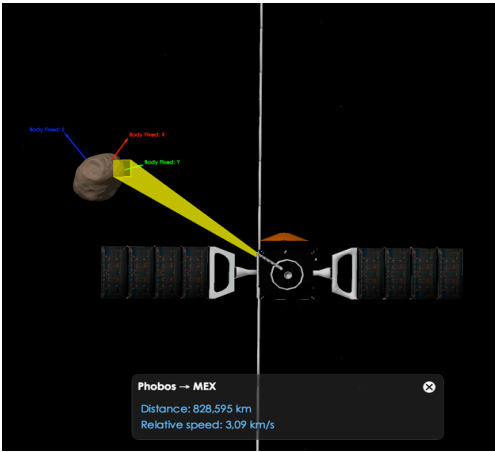 Body fixed: Z
Body fixed: X
Body fixed: Y
Phobos → MEX
Distance: 828,595 km
Relative speed: 3,09 km/s